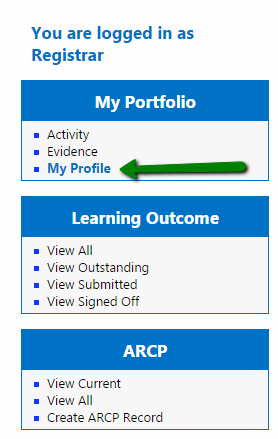 You are logged in as
Registrar
My Portfolio
Activity
Evidence
My Profile
Learning Outcome
View All
View Outstanding
View Submitted
View Signed Off
ARCP
View Current
View All
Create ARCP Record